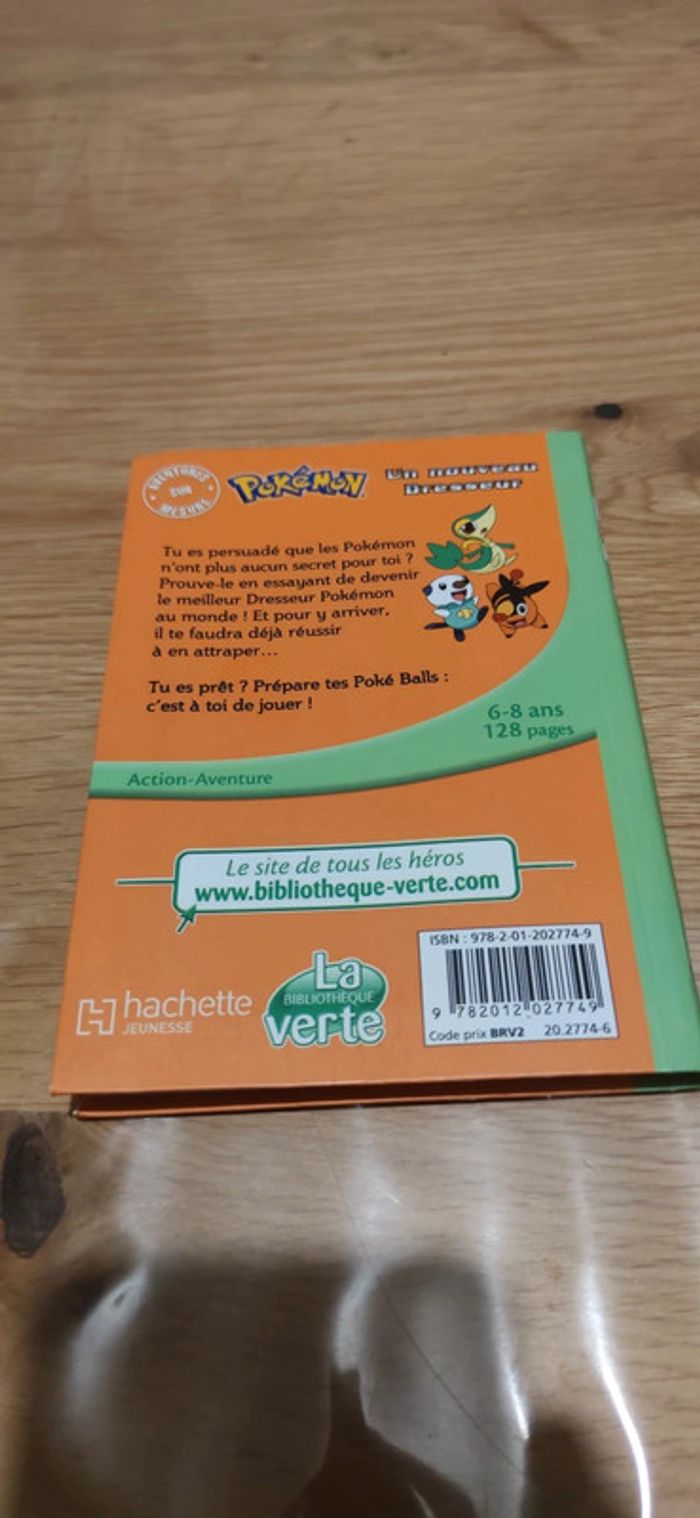 AVENTURES
SUR
MESURE
POKÉMON
Un nouveau
Dresseur
Tu es persuadé que les Pokémon
n'ont plus aucun secret pour toi ?
Prouve-le en essayant de devenir
le meilleur Dresseur Pokémon
au monde ! Et pour y arriver,
il te faudra déjà réussir
à en attraper...
Tu es prêt ? Prépare tes Poké Balls :
c'est à toi de jouer !
6-8 ans
128 pages
Action-Aventure
Le site de tous les héros
www.bibliotheque-verte.com
hachette
JEUNESSE
La
BIBLIOTHÈQUE
verte
ISBN : 978-2-01-202774-9
9 782012 027749
Code prix BRV2 20.2774-6